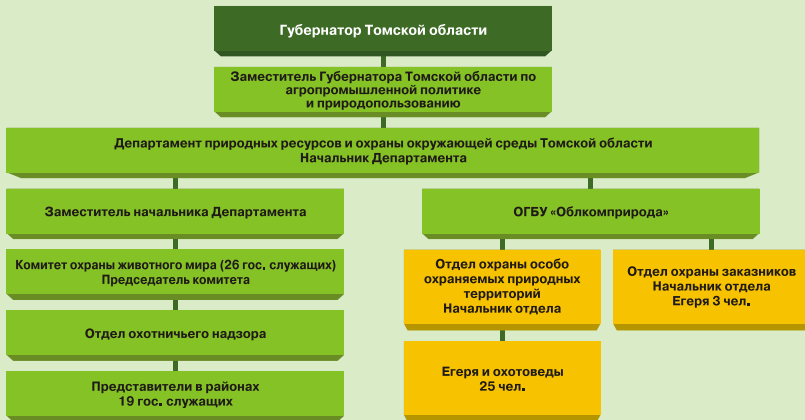 Губернатор Томской области
Заместитель Губернатора Томской области по
агропромышленной политике
и природопользованию
Департамент природных ресурсов и охраны окружающей среды Томской области
Начальник Департамента
Заместитель начальника Департамента
ОГБУ «Облкомприрода»
Комитет охраны животного мира (26 гос. служащих)
Председатель комитета
Отдел охраны особо
охраняемых природных
территорий
Начальник отдела
Отдел охраны заказников
Начальник отдела
Егеря 3 чел.
Отдел охотничьего надзора
Егеря и охотоведы
25 чел.
Представители в районах
19 гос. служащих